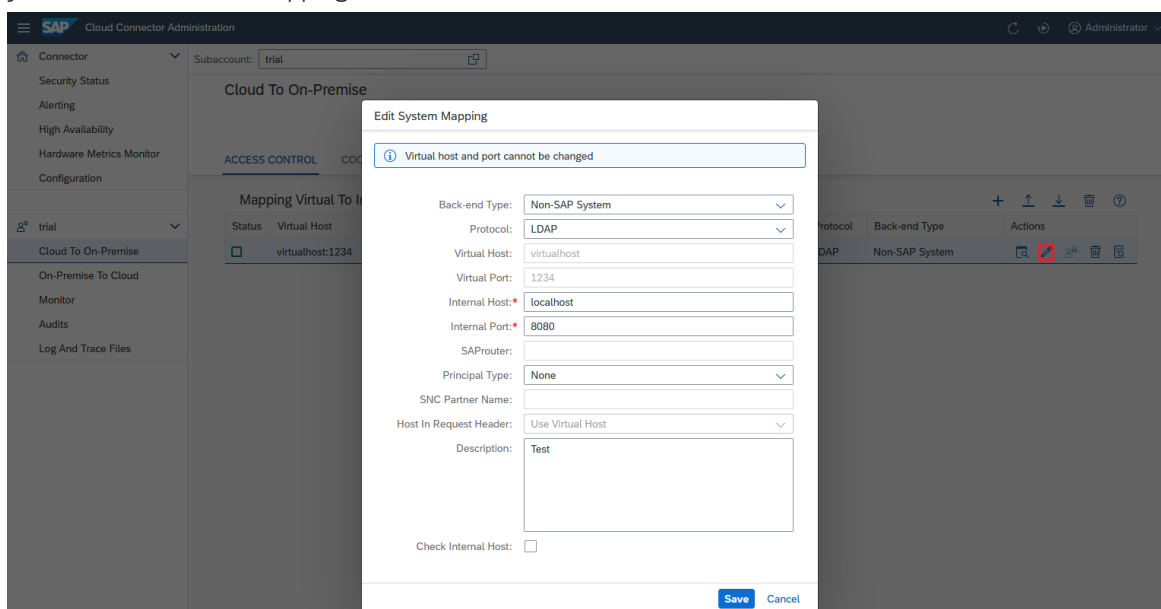 SAP Cloud Connector Administration
Administrator
Connector
Subaccount: trial
Security Status
Cloud To On-Premise
Alerting
Edit System Mapping
High Availability
Hardware Metrics Monitor
ACCESS CONTROL
Virtual host and port cannot be changed
Configuration
Mapping Virtual To
Back-end Type: Non-SAP System
trial
Status Virtual Host
Protocol: LDAP
Back-end Type Actions
Cloud To On-Premise
virtualhost:1234
Virtual Host: virtualhost
Non-SAP System
On-Premise To Cloud
Virtual Port: 1234
Monitor
Internal Host:* localhost
Audits
Internal Port:* 8080
Log And Trace Files
SAProuter:
Principal Type: None
SNC Partner Name:
Host In Request Header: Use Virtual Host
Description: Test
Check Internal Host:
Save Cancel